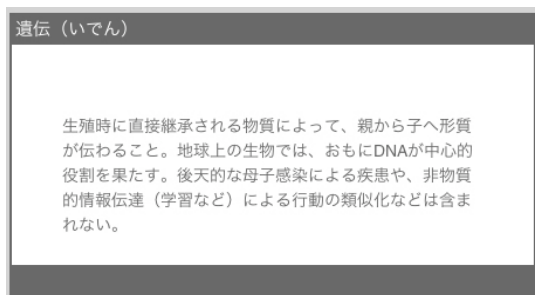 遺伝（いでん）
生殖時に直接継承される物質によって、親から子へ形質
が伝わること。地球上の生物では、おもにDNAが中心的
役割を果たす。後天的な母子感染による疾患や、非物質
的情報伝達（学習など）による行動の類似化などは含ま
れない。